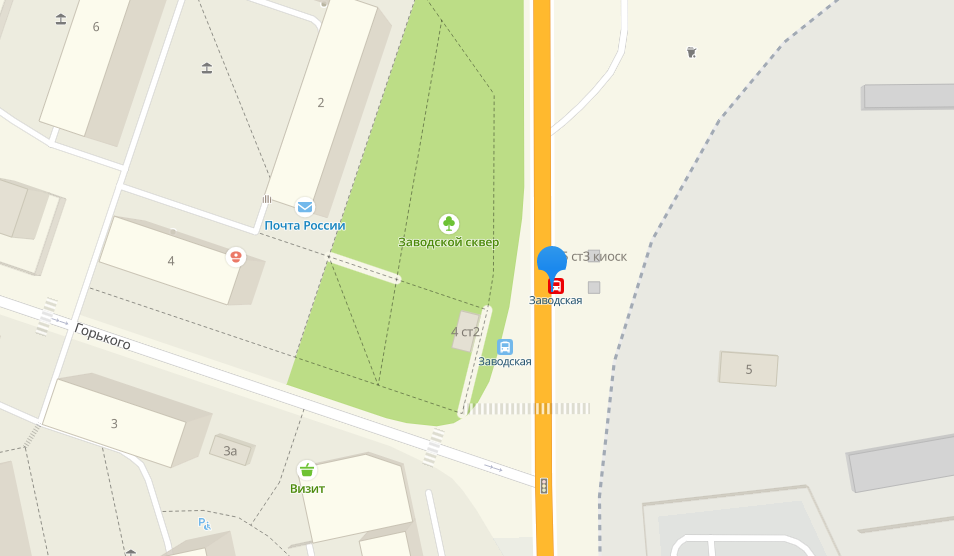 6
2
Почта России
Заводской сквер
4
ст3 киоск
Заводская
4 ст2
Заводская
Горького
5
3
3а
Визит
P